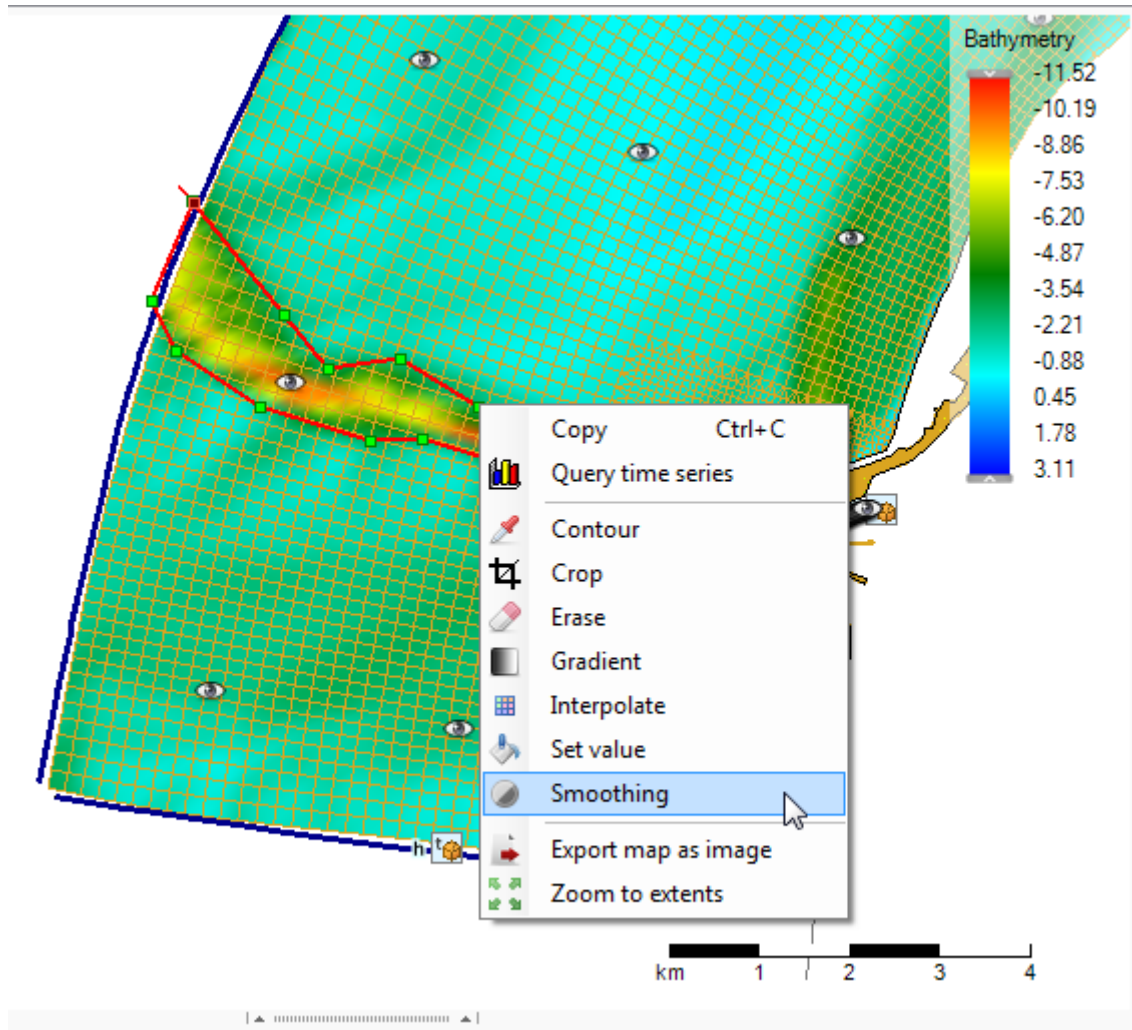 Bathymetry
-11.52
-10.19
-8.86
-7.53
-6.20
-4.87
-3.54
-2.21
-0.88
0.45
1.78
3.11
Copy Ctrl+C
Query time series
Contour
Crop
Erase
Gradient
Interpolate
Set value
Smoothing
Export map as image
Zoom to extents
h t
km 1 2 3 4